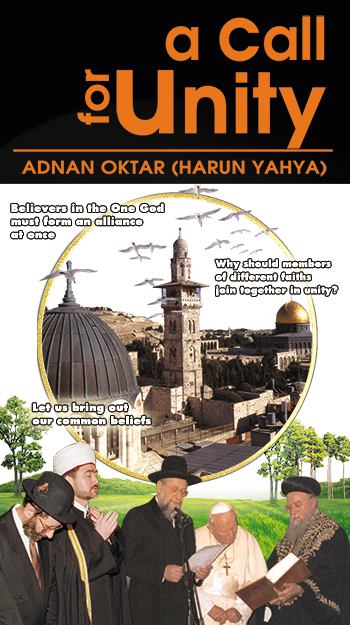 a Call
for Unity
ADNAN OKTAR (HARUN YAHYA)
Believers in the One God
must form an alliance
at once
Why should members
of different faiths
join together in unity?
Let us bring out
our common beliefs